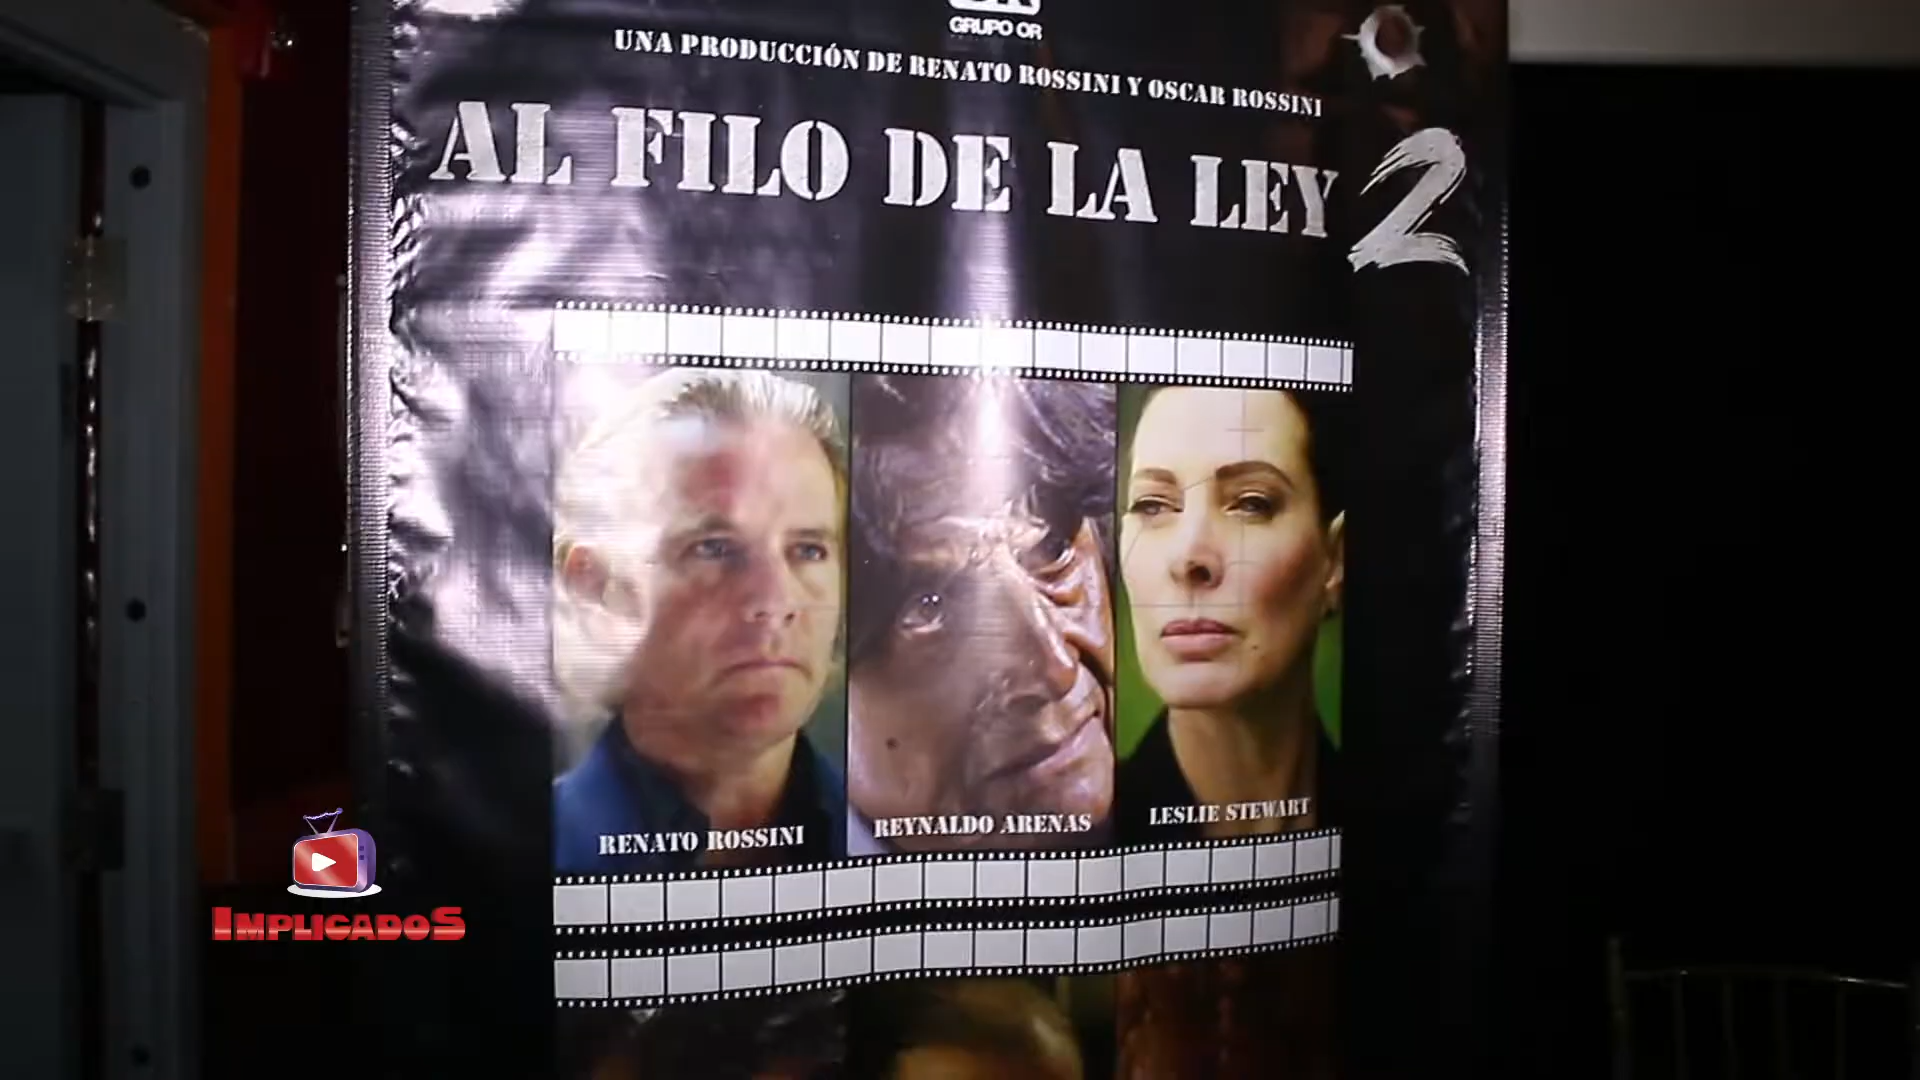 GRUPO OR
UNA PRODUCCIÓN DE RENATO ROSSINI Y OSCAR ROSSINI
AL FILO DE LA LEY 2
RENATO ROSSINI
REYNALDO ARENAS
LESLIE STEWART
IMPLICADOS